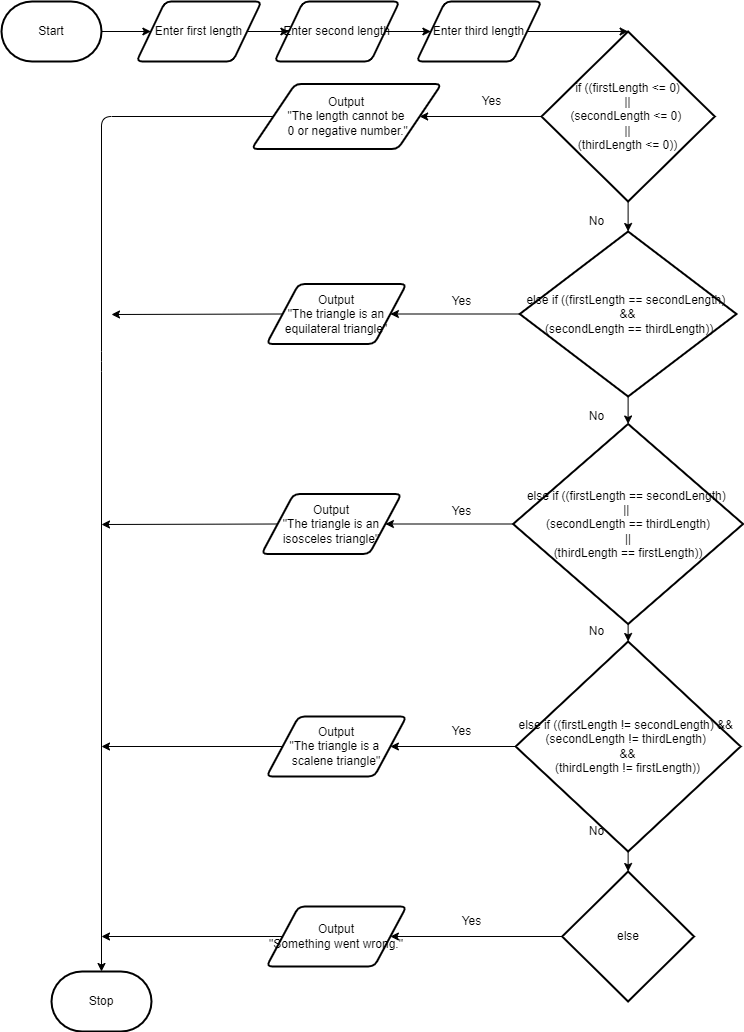 Start
Enter first length
Enter second length
Enter third length
if ((firstLength <= 0)
||
(secondLength <= 0)
||
(thirdLength <= 0))
Yes
Output
"The length cannot be
0 or negative number."
No
else if ((firstLength == secondLength)
&&
(secondLength == thirdLength))
Yes
Output
"The triangle is an
equilateral triangle"
No
else if ((firstLength == secondLength)
||
(secondLength == thirdLength)
||
(thirdLength == firstLength))
Yes
Output
"The triangle is an
isosceles triangle"
No
else if ((firstLength != secondLength) &&
(secondLength != thirdLength)
&&
(thirdLength != firstLength))
Yes
Output
"The triangle is a
scalene triangle"
No
else
Yes
Output
"Something went wrong."
Stop